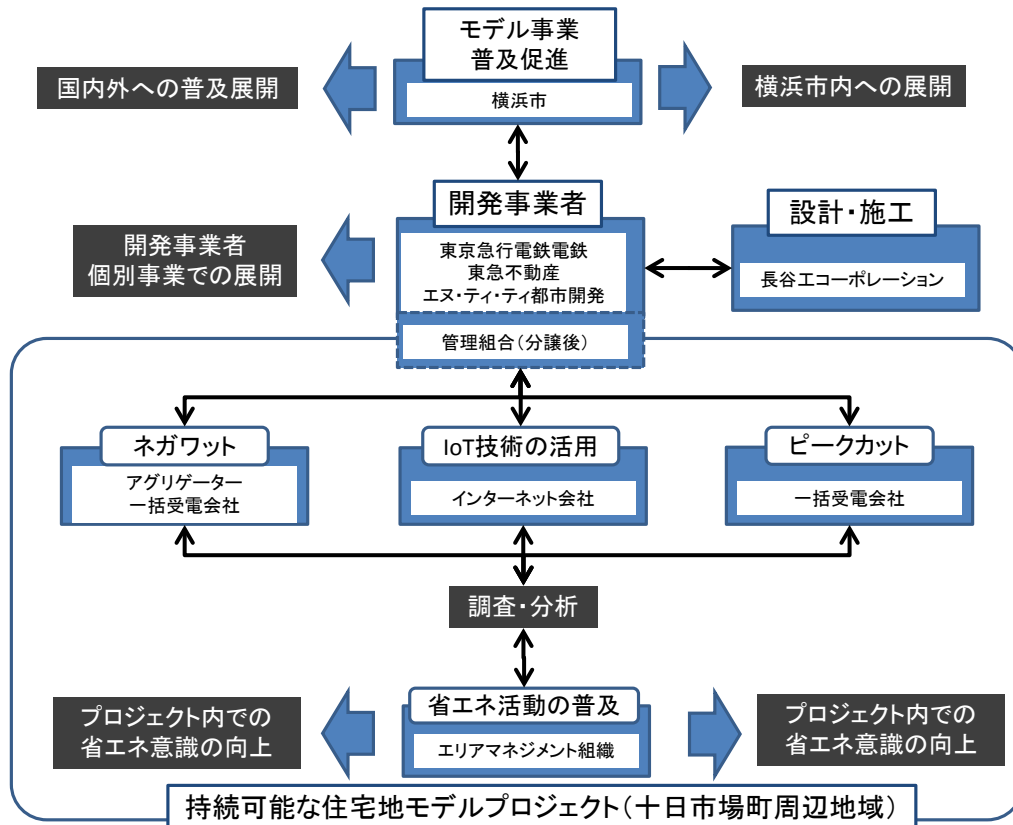 モデル事業
普及促進
国内外への普及展開
横浜市
横浜市内への展開
開発事業者
設計・施工
開発事業者
個別事業での展開
東京急行電鉄電鉄
東急不動産
エヌ・ティ・ティ都市開発
長谷工コーポレーション
管理組合(分譲後)
ネガワット
アグリゲーター
一括受電会社
IoT技術の活用
インターネット会社
ピークカット
一括受電会社
調査・分析
プロジェクト内での
省エネ意識の向上
省エネ活動の普及
エリアマネジメント組織
プロジェクト内での
省エネ意識の向上
持続可能な住宅地モデルプロジェクト(十日市場町周辺地域)